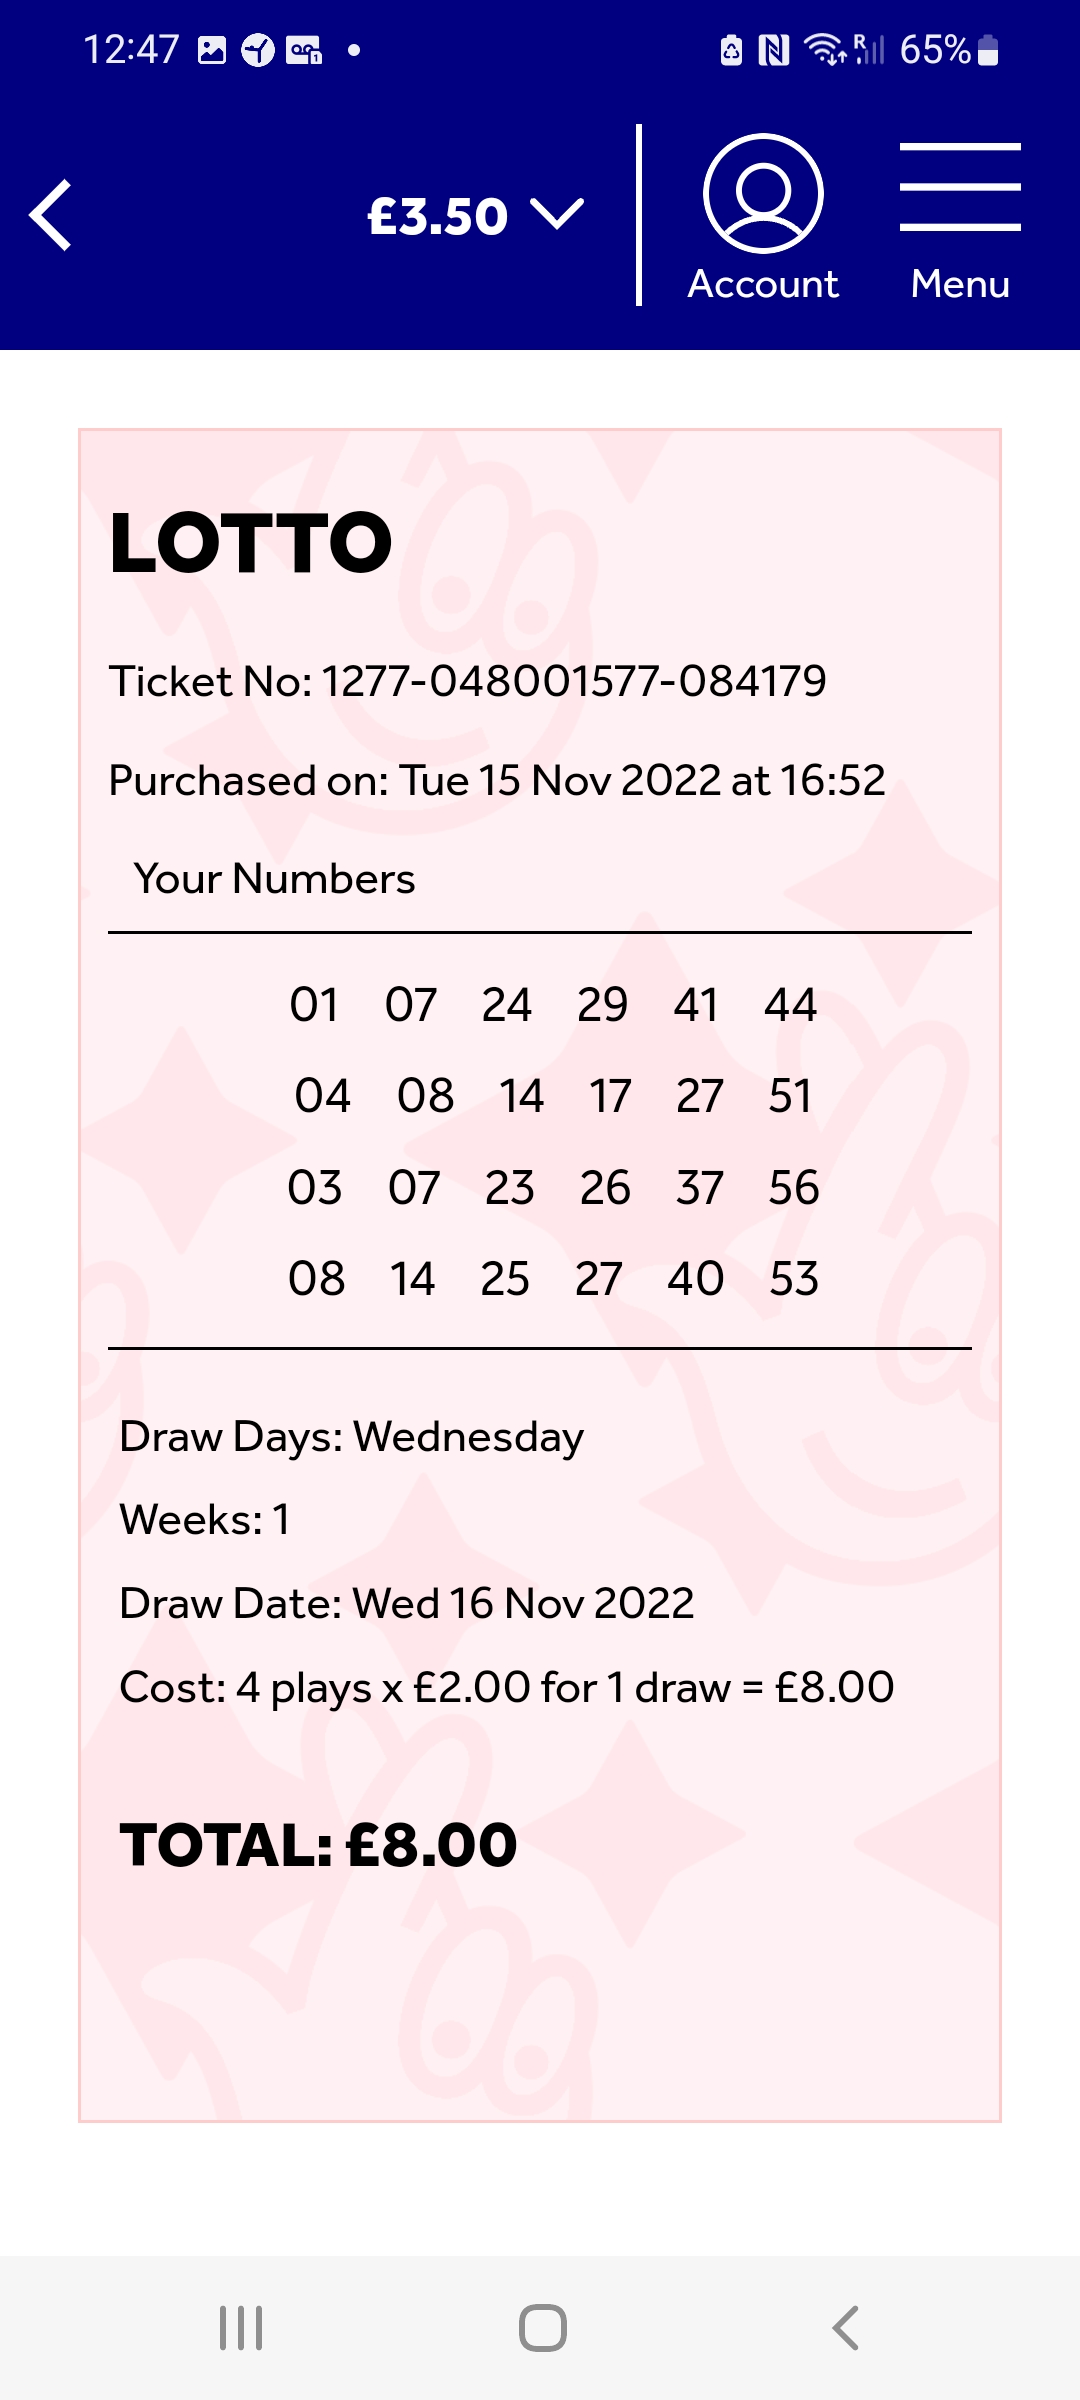 12:47
65%
£3.50
Account
Menu
LOTTO
Ticket No: 1277-048001577-084179
Purchased on: Tue 15 Nov 2022 at 16:52
Your Numbers
01 07 24 29 41 44
04 08 14 17 27 51
03 07 23 26 37 56
08 14 25 27 40 53
Draw Days: Wednesday
Weeks: 1
Draw Date: Wed 16 Nov 2022
Cost: 4 plays x £2.00 for 1 draw = £8.00
TOTAL: £8.00